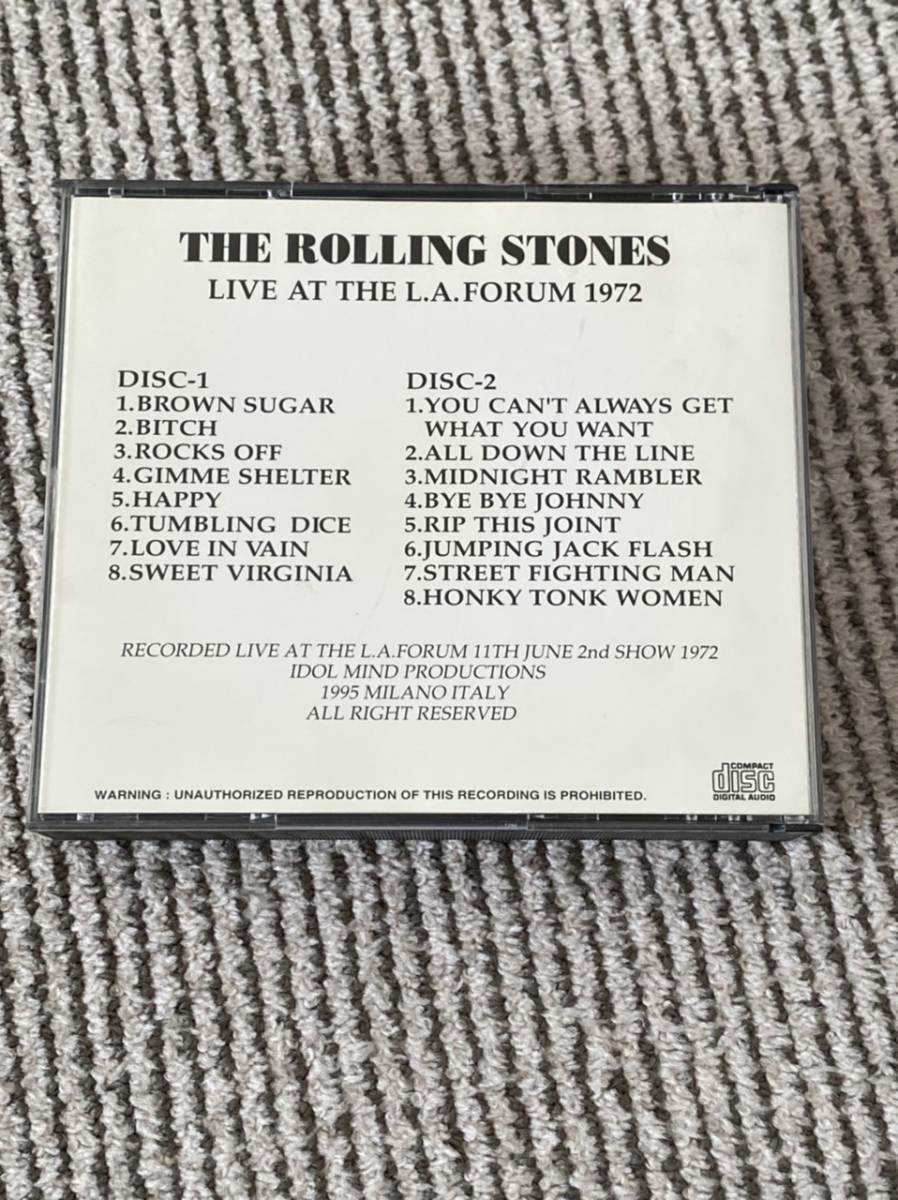 THE ROLLING STONES
LIVE AT THE L.A.FORUM 1972
DISC-1
1.BROWN SUGAR
2.BITCH
3.ROCKS OFF
4.GIMME SHELTER
5.HAPPY
6.TUMBLING DICE
7.LOVE IN VAIN
8.SWEET VIRGINIA
DISC-2
1.YOU CAN'T ALWAYS GET
WHAT YOU WANT
2.ALL DOWN THE LINE
3.MIDNIGHT RAMBLER
4.BYE BYE JOHNNY
5.RIP THIS JOINT
6.JUMPING JACK FLASH
7.STREET FIGHTING MAN
8.HONKY TONK WOMEN
RECORDED LIVE AT THE L.A.FORUM 11TH JUNE 2nd SHOW 1972
IDOL MIND PRODUCTIONS
1995 MILANO ITALY
ALL RIGHT RESERVED
WARNING : UNAUTHORIZED REPRODUCTION OF THIS RECORDING IS PROHIBITED.
COMPACT
disc
DIGITAL AUDIO